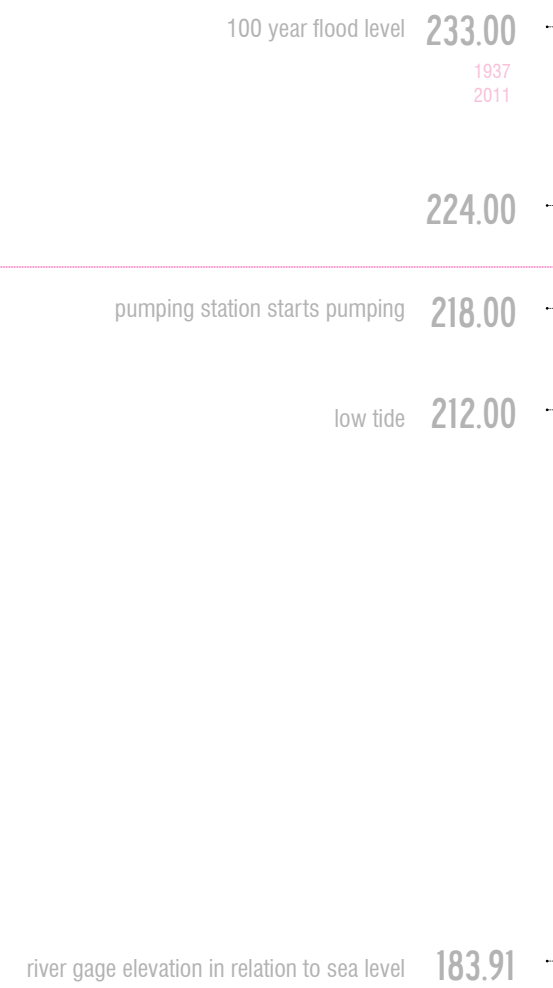 100 year flood level 233.00
1937
2011
224.00
pumping station starts pumping 218.00
low tide 212.00
river gage elevation in relation to sea level 183.91